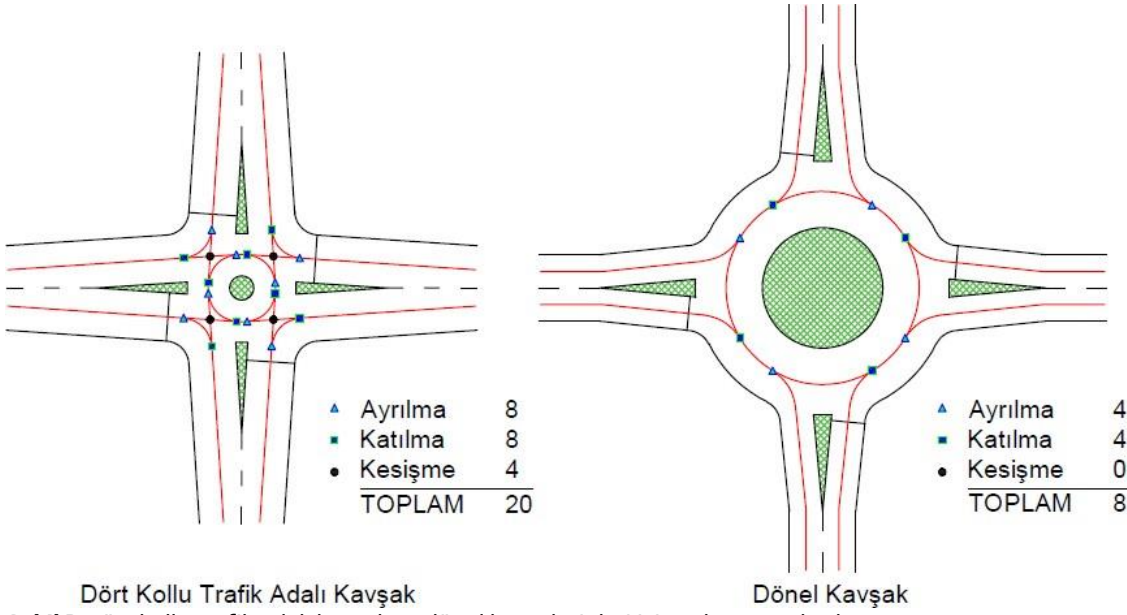 Ayrılma 8
Katılma 8
Kesişme 4
TOPLAM 20
Dört Kollu Trafik Adalı Kavşak
Ayrılma 4
Katılma 4
Kesişme 0
TOPLAM 8
Dönel Kavşak